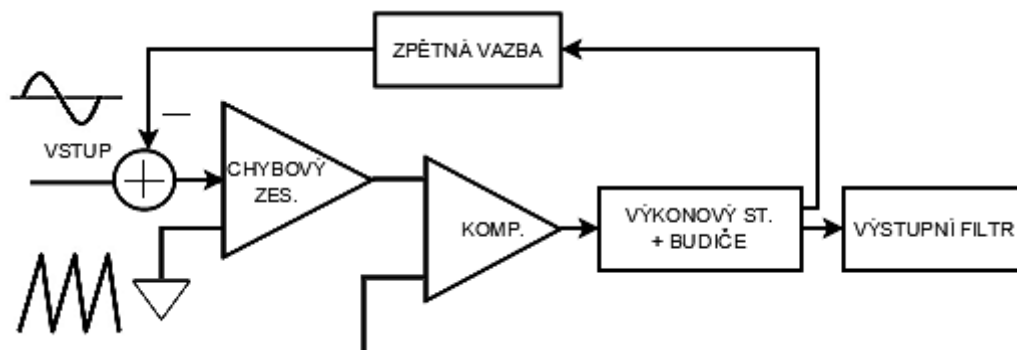 ZPĚTNÁ VAZBA
VSTUP
CHYBOVÝ
ZES.
KOMP.
VÝKONOVÝ ST.
+ BUDIČE
VÝSTUPNÍ FILTR